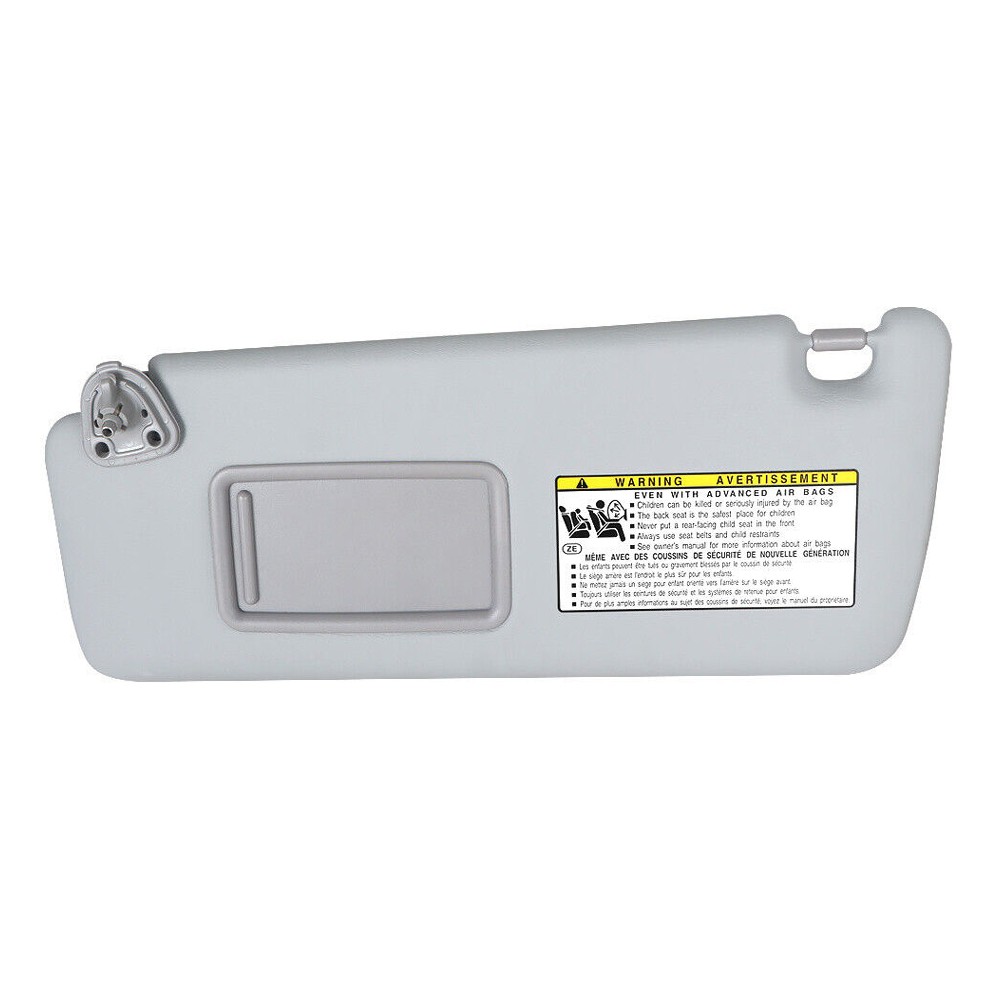 WARNING AVERTISSEMENT
EVEN WITH ADVANCED AIR BAGS
■ Children can be killed or seriously injured by the air bag
■ The back seat is the safest place for children
■ Never put a rear-facing child seat in the front
■ Always use seat belts and child restraints
■ See owner's manual for more information about air bags
ZE
MÊME AVEC DES COUSSINS DE SÉCURITÉ DE NOUVELLE GÉNÉRATION
■ Les enfants peuvent être tués ou gravement blessés par le coussin de sécurité
■ Le siège arrière est l'endroit le plus sûr pour les enfants
■ Ne mettez jamais un siège pour enfant orienté vers l'arrière sur le siège avant.
■ Toujours utiliser les ceintures de sécurité et les systèmes de retenue pour enfants.
■ Pour de plus amples informations au sujet des coussins de sécurité, voyez le manuel du propriétaire.